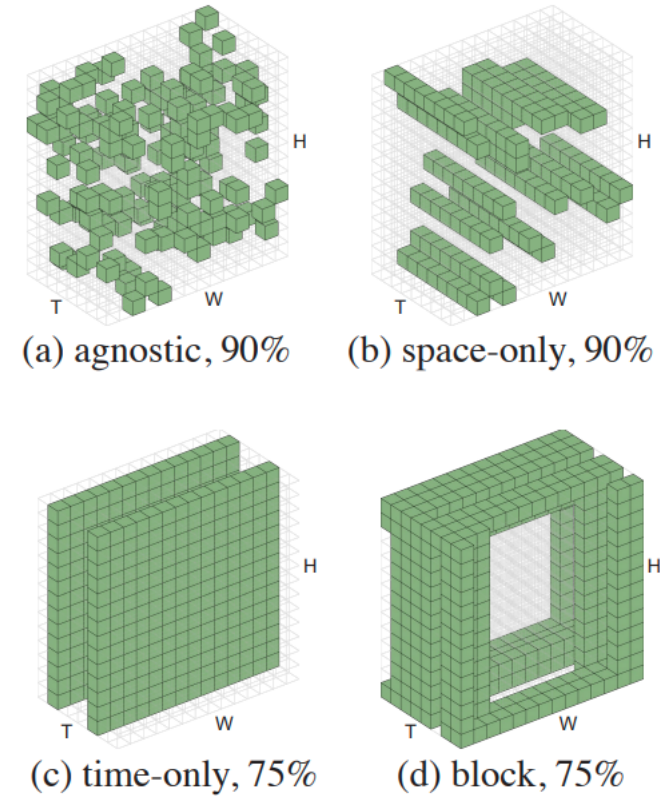 H
T
W
(a) agnostic, 90%
H
T
W
(b) space-only, 90%
H
T
W
(c) time-only, 75%
H
T
W
(d) block, 75%